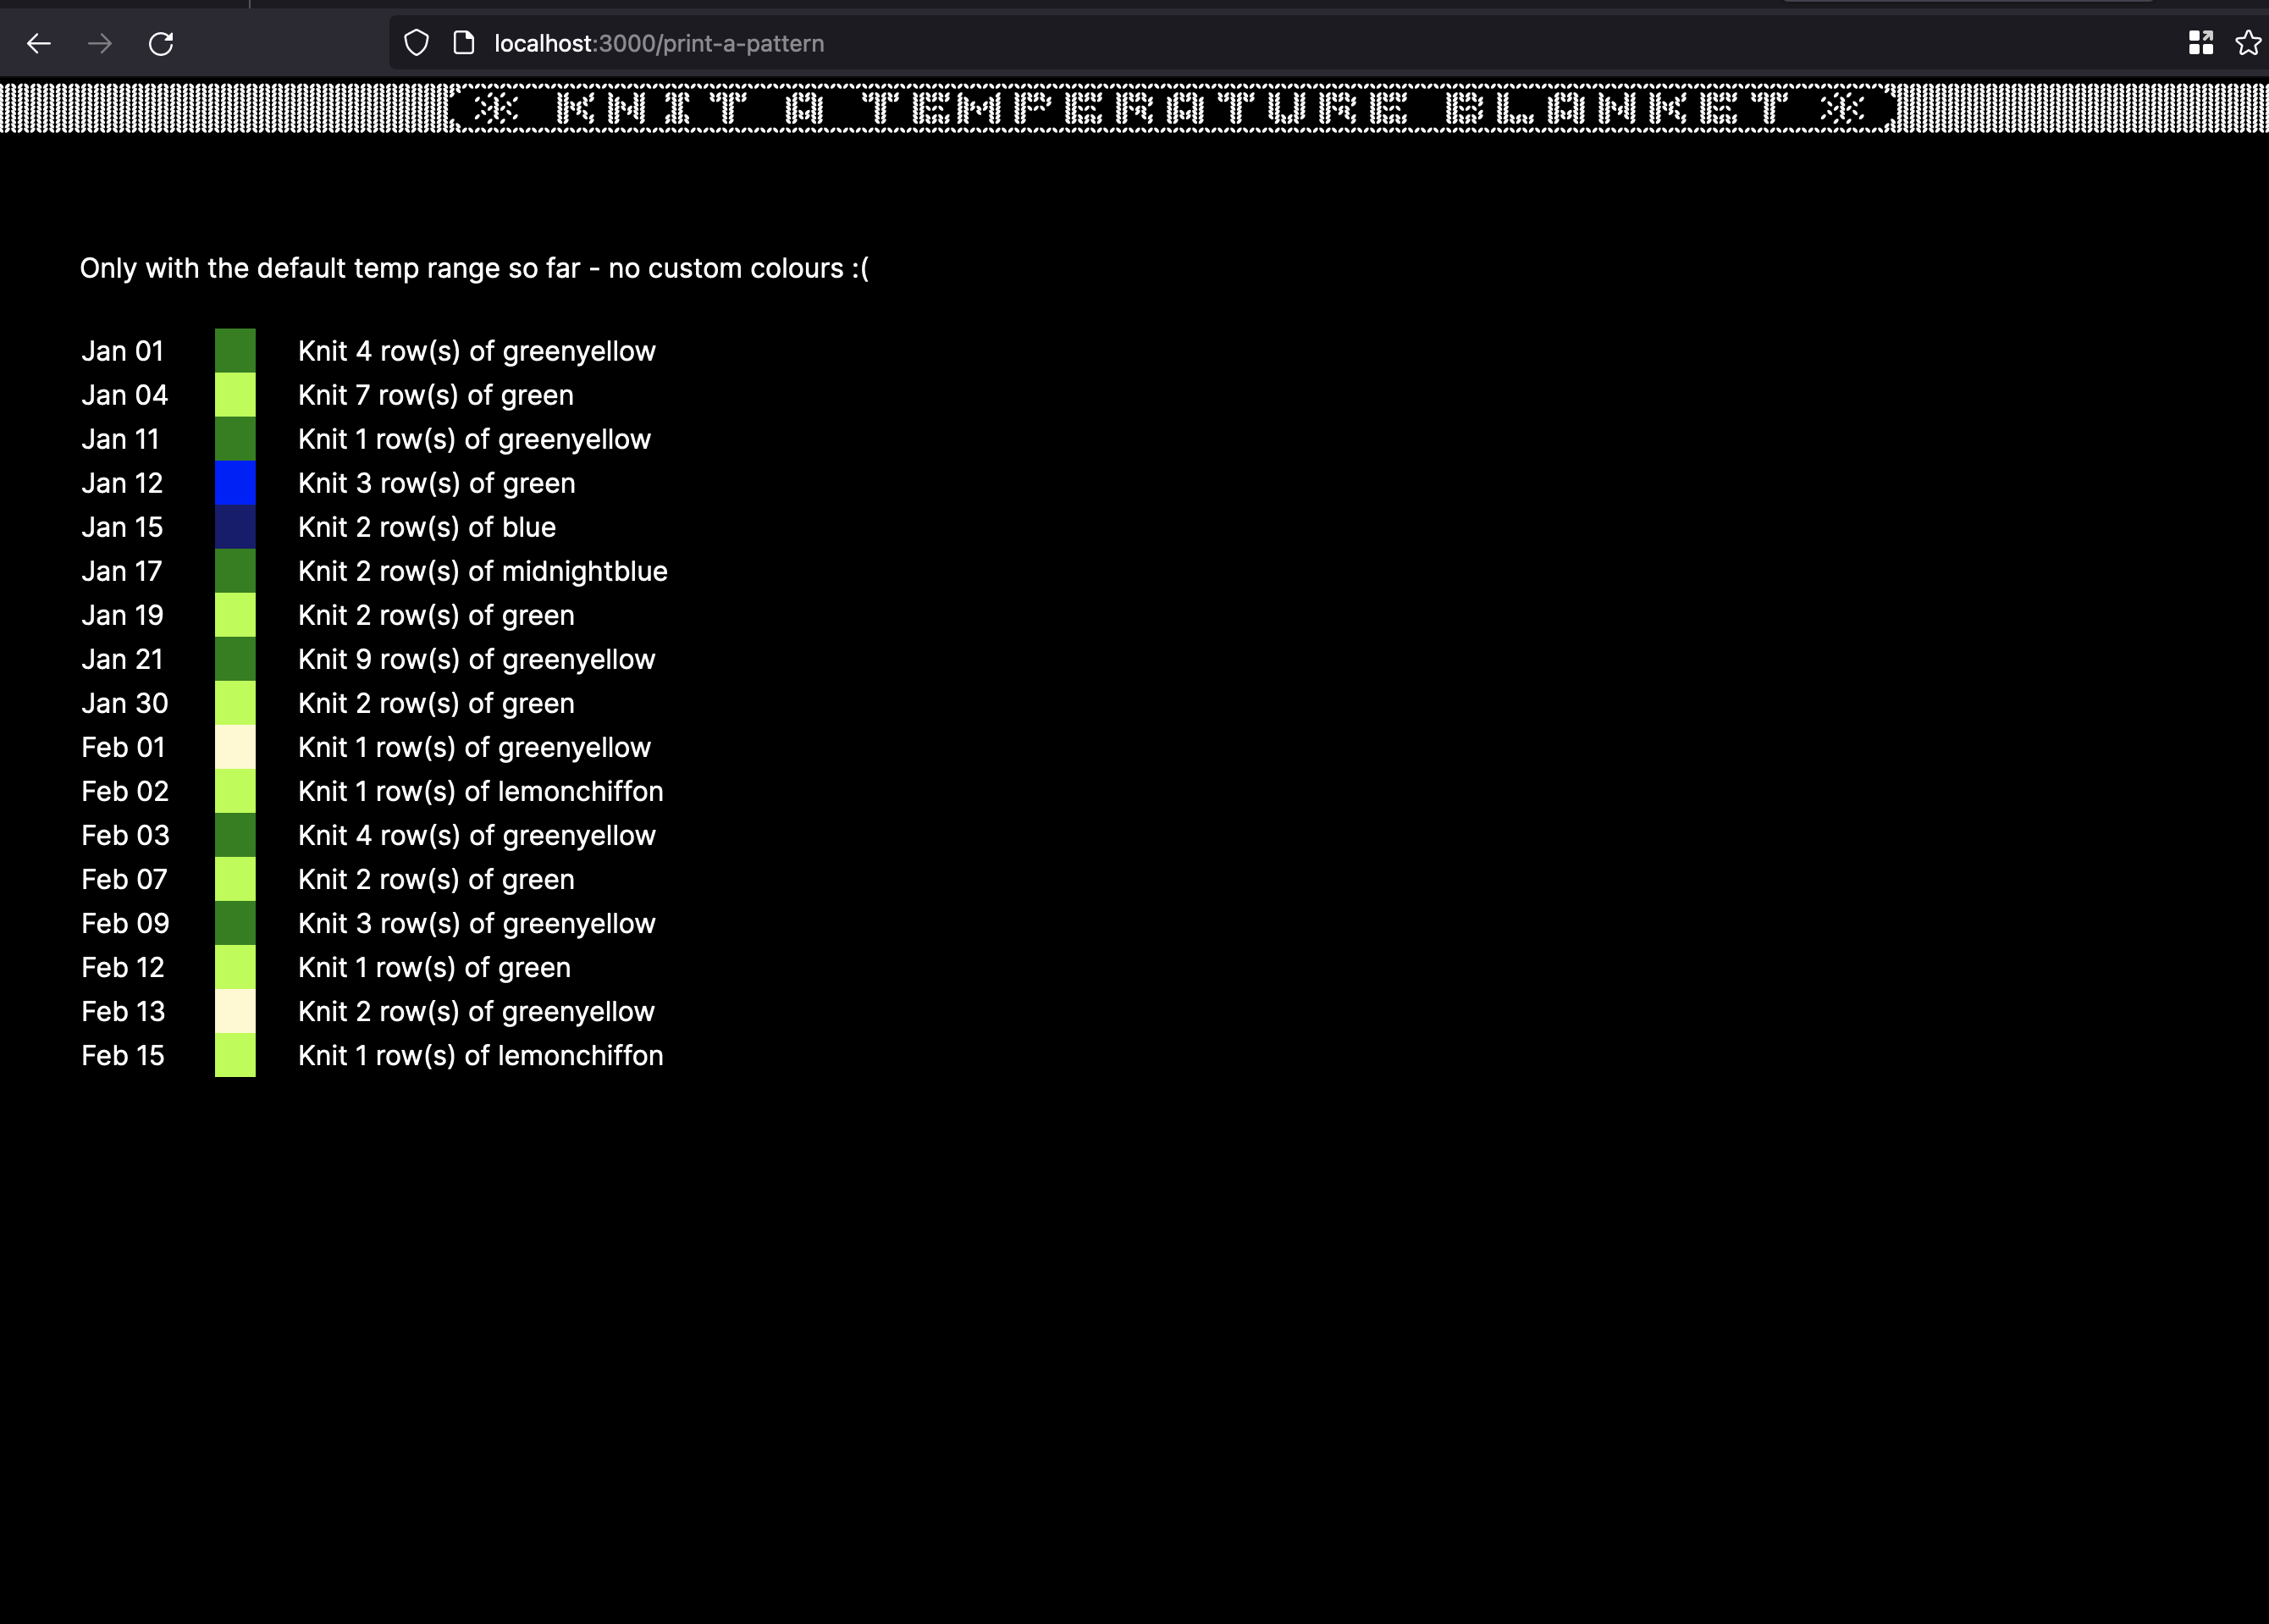 localhost:3000/print-a-pattern
※ KNIT A TEMPERATURE BLANKET ※
Only with the default temp range so far - no custom colours :(
Jan 01 Knit 4 row(s) of greenyellow
Jan 04 Knit 7 row(s) of green
Jan 11 Knit 1 row(s) of greenyellow
Jan 12 Knit 3 row(s) of green
Jan 15 Knit 2 row(s) of blue
Jan 17 Knit 2 row(s) of midnightblue
Jan 19 Knit 2 row(s) of green
Jan 21 Knit 9 row(s) of greenyellow
Jan 30 Knit 2 row(s) of green
Feb 01 Knit 1 row(s) of greenyellow
Feb 02 Knit 1 row(s) of lemonchiffon
Feb 03 Knit 4 row(s) of greenyellow
Feb 07 Knit 2 row(s) of green
Feb 09 Knit 3 row(s) of greenyellow
Feb 12 Knit 1 row(s) of green
Feb 13 Knit 2 row(s) of greenyellow
Feb 15 Knit 1 row(s) of lemonchiffon